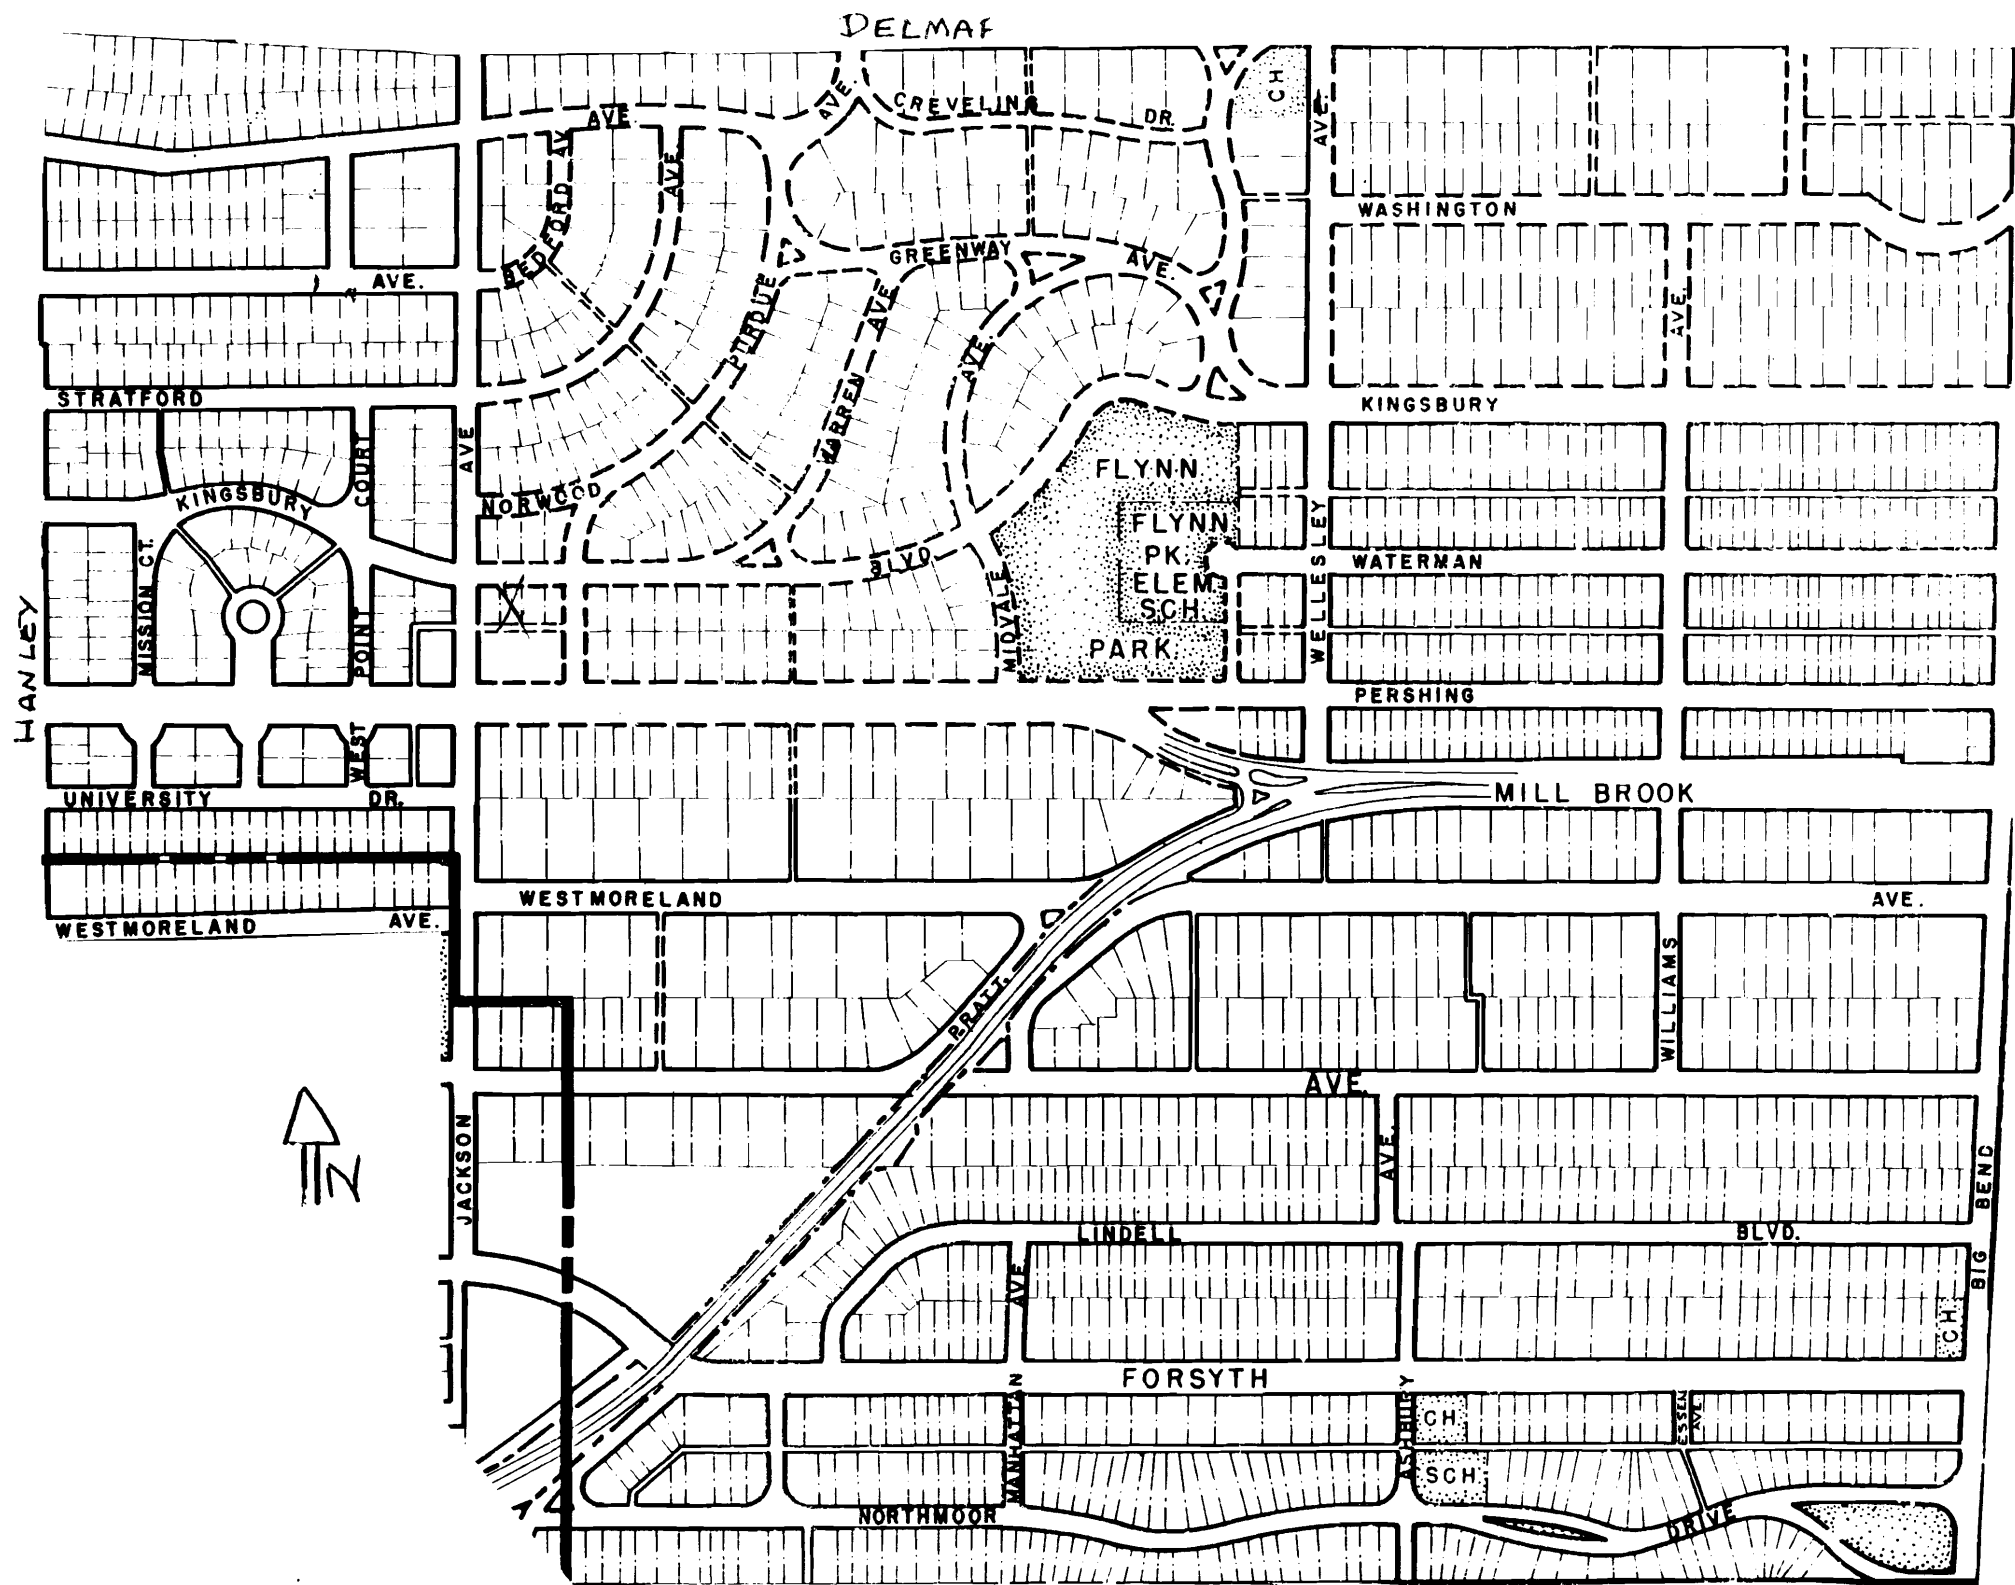 DELMAR
CREVELING
DR.
AVE.
CH
AVE.
AVE.
BEDFORD AV
AVE.
WASHINGTON
GREENWAY
AVE.
AVE.
PURDUE
AVE.
AVE.
WARREN
AVE.
STRATFORD
KINGSBURY
AVE
COURT
KINGSBURY
NORWOOD
FLYNN
FLYNN
PK.
ELEM
SCH
PARK
BLVD
MIDVALE
WELLESLEY
WATERMAN
HANLEY
MISSION CT.
POINT
WEST
PERSHING
UNIVERSITY
DR.
MILL BROOK
WESTMORELAND
AVE.
WESTMORELAND
AVE.
PRATT
WILLIAMS
AVE.
N
JACKSON
AVE.
BIG BEND
LINDELL
BLVD.
AVE
CH
FORSYTH
MANHATTAN
ASHBURY
CH
ESSEN
AVE.
SCH
NORTHMOOR
DRIVE